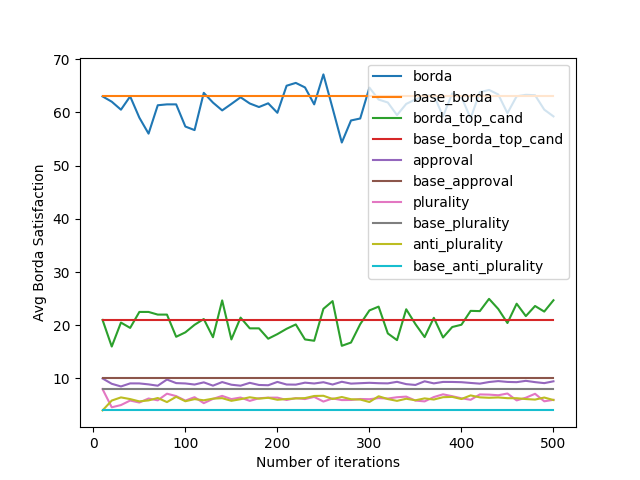 70
60
50
40
30
20
10
Avg Borda Satisfaction
borda
base_borda
borda_top_cand
base_borda_top_cand
approval
base_approval
plurality
base_plurality
anti_plurality
base_anti_plurality
0 100 200 300 400 500
Number of iterations